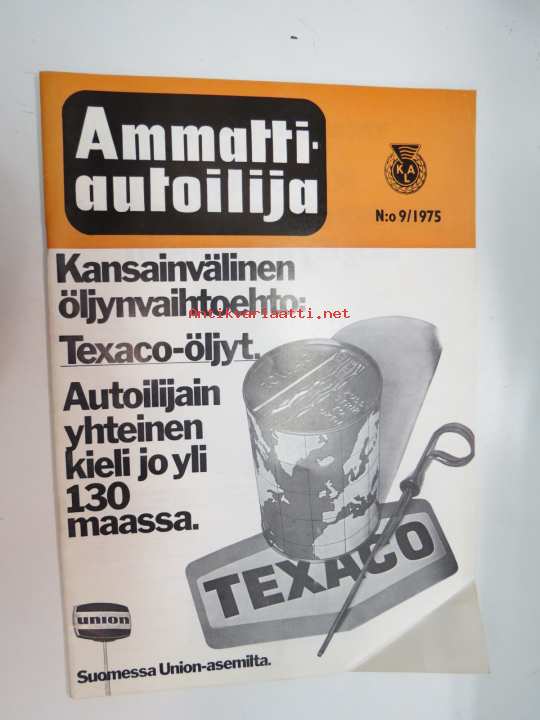 Ammatti-
autoilija
KAL
N:o 9/1975
Kansainvälinen
öljynvaihtoehto:
Antikvariaatti.net
Texaco-öljyt.
Autoilijain
yhteinen
kieli jo yli
130
maassa.
TEXACO
union
Suomessa Union-asemilta.